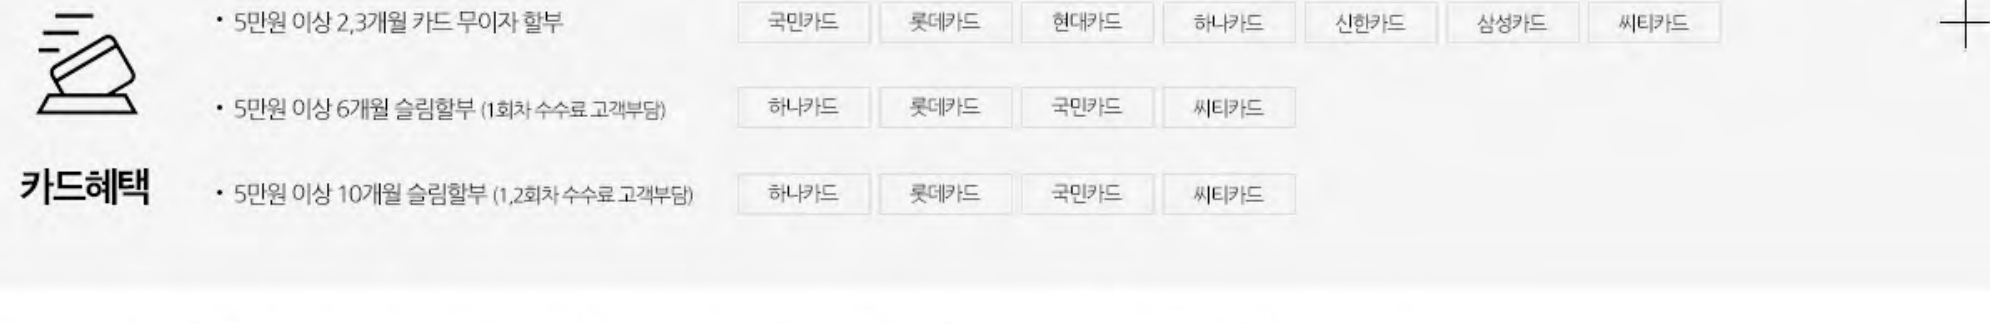 • 5만원 이상 2,3개월 카드 무이자 할부 국민카드 롯데카드 현대카드 하나카드 신한카드 삼성카드 씨티카드
• 5만원 이상 6개월 슬림할부 (1회차 수수료 고객부담) 하나카드 롯데카드 국민카드 씨티카드
카드혜택
• 5만원 이상 10개월 슬림할부 (1,2회차 수수료 고객부담) 하나카드 롯데카드 국민카드 씨티카드